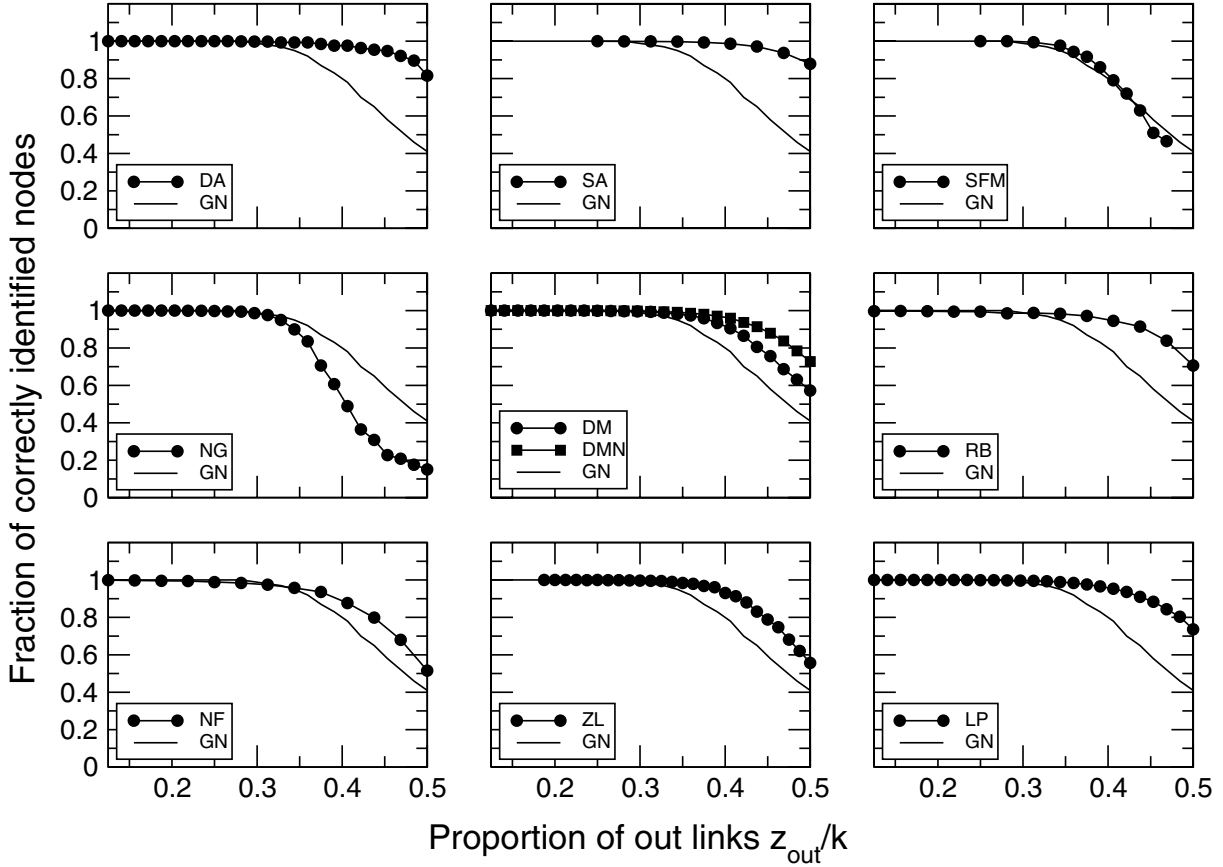 Fraction of correctly identified nodes
1
0.8
0.6
0.4
0.2
0
DA
GN
SA
GN
SFM
GN
1
0.8
0.6
0.4
0.2
0
NG
GN
DM
DMN
GN
RB
GN
1
0.8
0.6
0.4
0.2
0
NF
GN
ZL
GN
LP
GN
0.2 0.3 0.4 0.5
0.2 0.3 0.4 0.5
0.2 0.3 0.4 0.5
Proportion of out links z_out/k